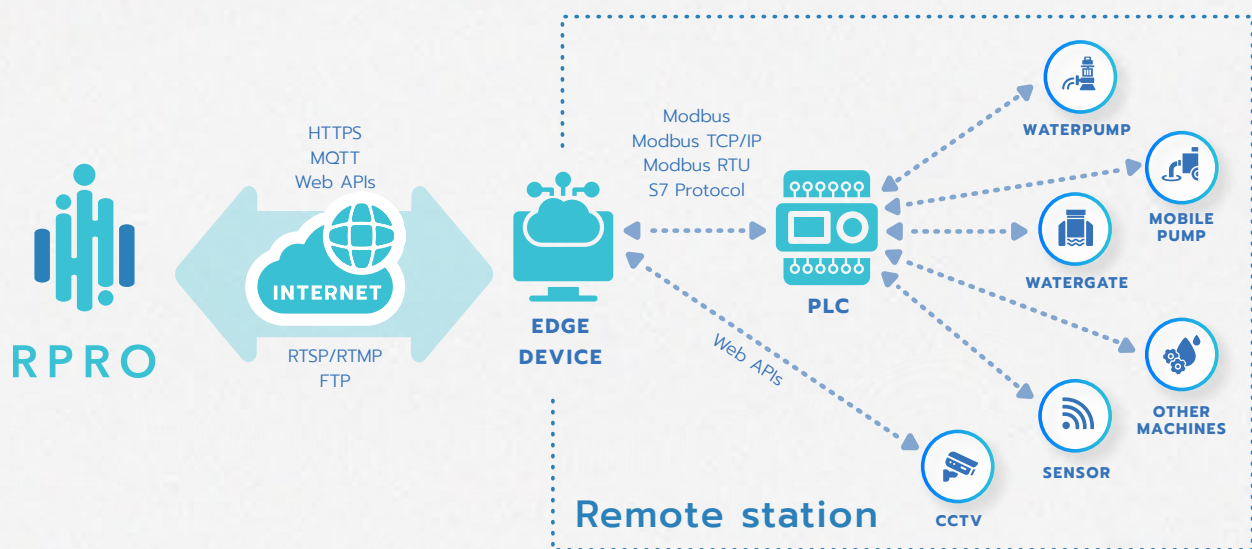 RPRO
HTTPS
MQTT
Web APIs
INTERNET
RTSP/RTMP
FTP
EDGE
DEVICE
Modbus
Modbus TCP/IP
Modbus RTU
S7 Protocol
PLC
Web APIs
WATERPUMP
MOBILE
PUMP
WATERGATE
OTHER
MACHINES
SENSOR
CCTV
Remote station